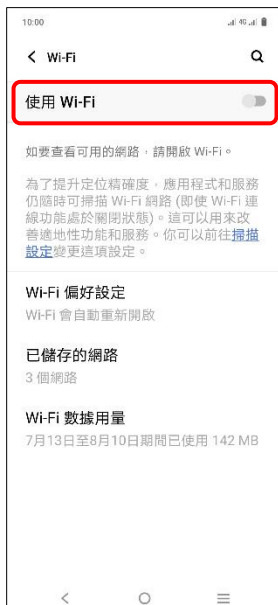 10:00 4G
Wi-Fi
使用 Wi-Fi
如要查看可用的網路，請開啟 Wi-Fi。
為了提升定位精確度，應用程式和服務
仍隨時可掃描 Wi-Fi 網路 (即使 Wi-Fi 連
線功能處於關閉狀態)。這可以用來改
善適地性功能和服務。你可以前往掃描
設定變更這項設定。
Wi-Fi 偏好設定
Wi-Fi 會自動重新開啟
已儲存的網路
3 個網路
Wi-Fi 數據用量
7月13日至8月10日期間已使用 142 MB